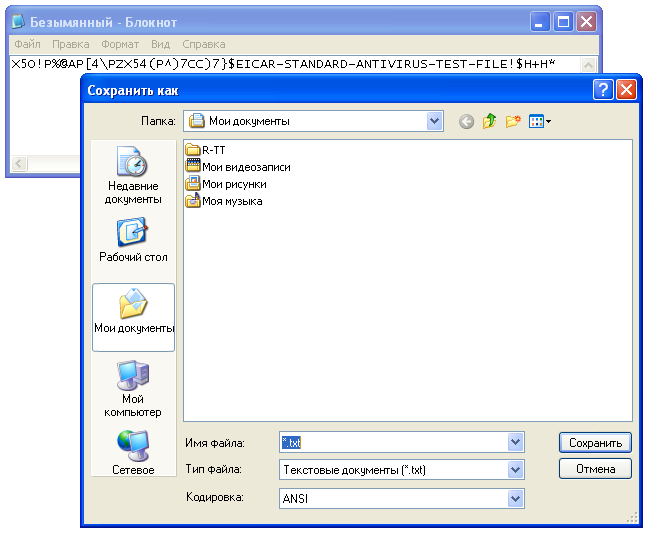 Безымянный - Блокнот
Файл Правка Формат Вид Справка
X5O!P%@AP[4\PZX54(P^)7CC)7}$EICAR-STANDARD-ANTIVIRUS-TEST-FILE!$H+H*
Сохранить как
Папка: Мои документы
R-TT
Мои видеозаписи
Мои рисунки
Моя музыка
Недавние документы
Рабочий стол
Мои документы
Мой компьютер
Сетевое
Имя файла: *.txt
Сохранить
Тип файла: Текстовые документы (*.txt)
Отмена
Кодировка: ANSI